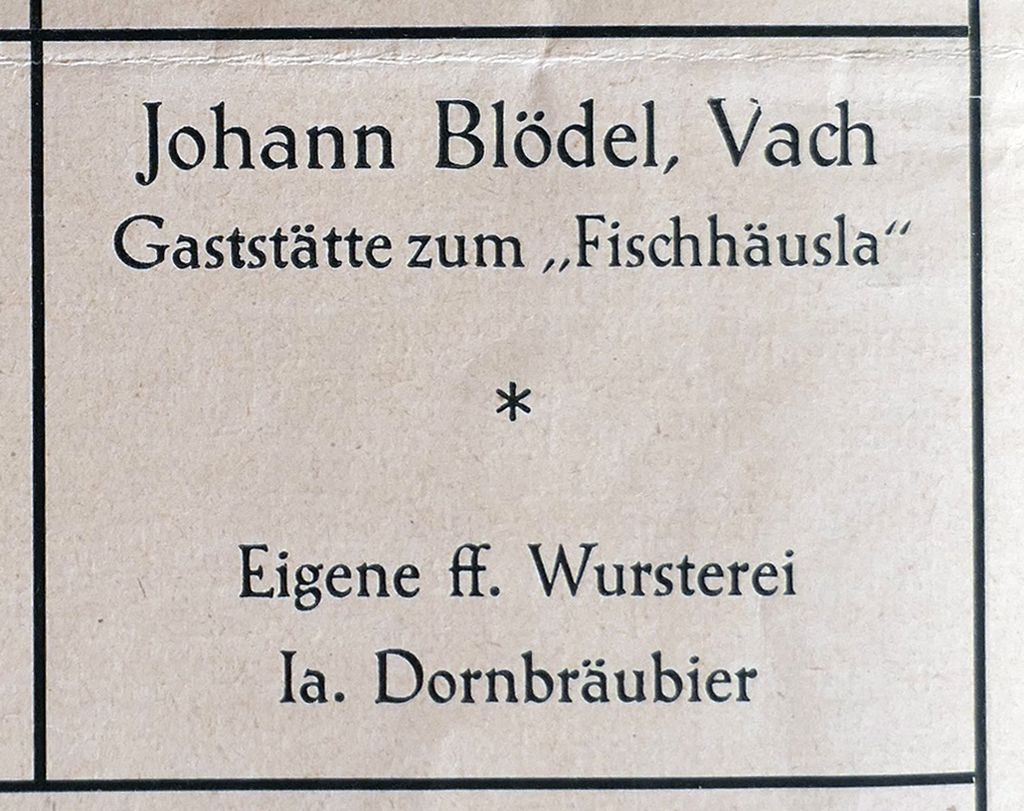 Johann Blödel, Vach
Gaststätte zum „Fischhäusla“
*
Eigene ff. Wursterei
Ia. Dornbräubier